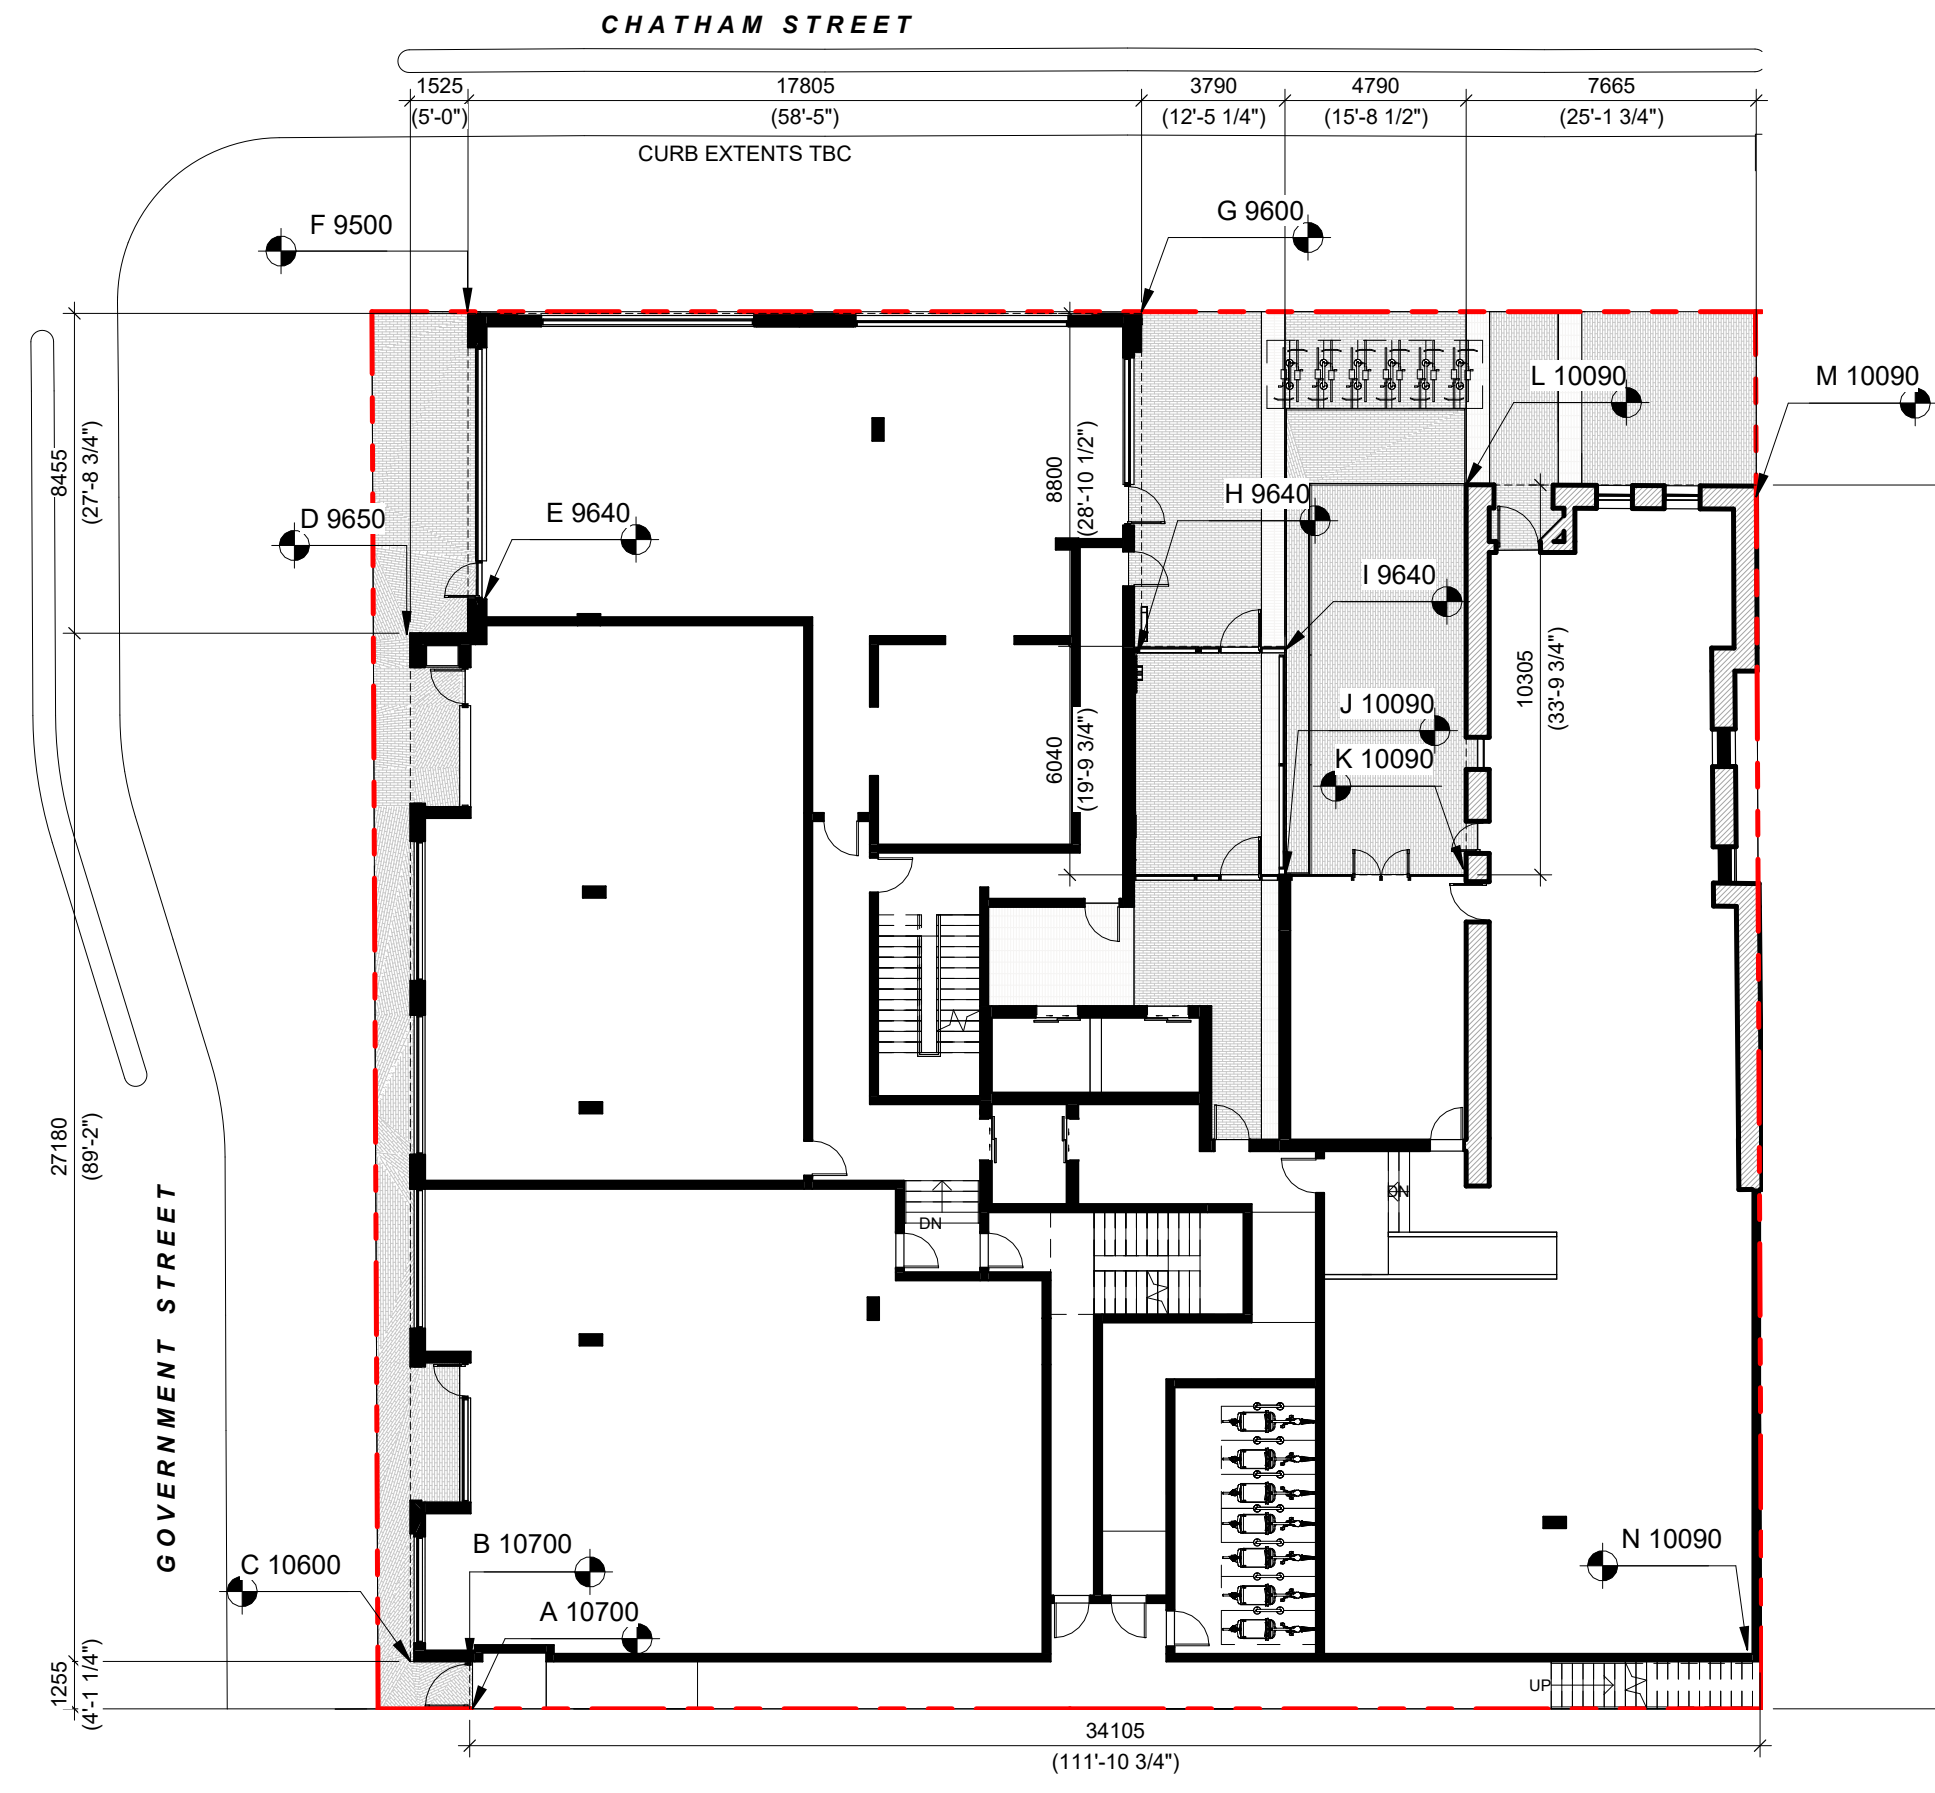 CHATHAM STREET
1525
(5'-0")
17805
(58'-5")
3790
(12'-5 1/4")
4790
(15'-8 1/2")
7665
(25'-1 3/4")
CURB EXTENTS TBC
F 9500
G 9600
L 10090
M 10090
8455
(27'-8 3/4")
8800
(28'-10 1/2")
D 9650
E 9640
H 9640
I 9640
10305
(33'-9 3/4")
J 10090
K 10090
6040
(19'-9 3/4")
27180
(89'-2")
DN
DN
GOVERNMENT STREET
B 10700
C 10600
A 10700
N 10090
1255
(4'-1 1/4")
UP
34105
(111'-10 3/4")